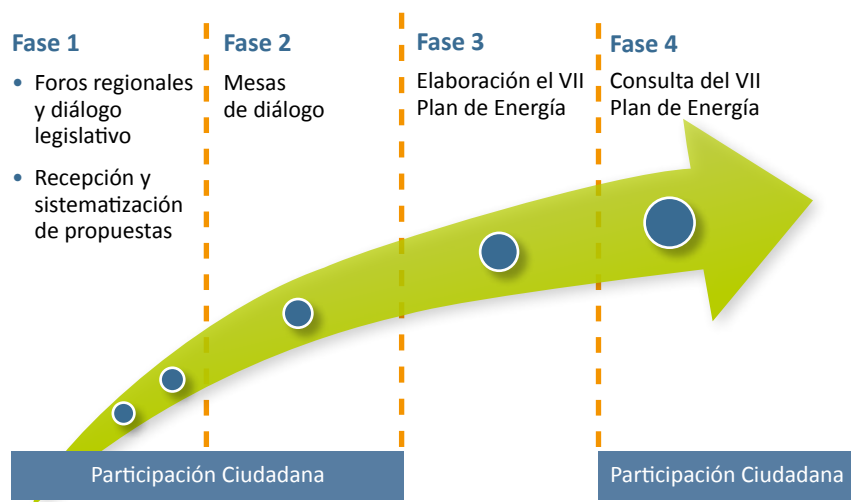 Fase 1
• Foros regionales
y diálogo
legislativo
• Recepción y
sistematización
de propuestas
Fase 2
Mesas
de diálogo
Fase 3
Elaboración el VII
Plan de Energía
Fase 4
Consulta del VII
Plan de Energía
Participación Ciudadana
Participación Ciudadana